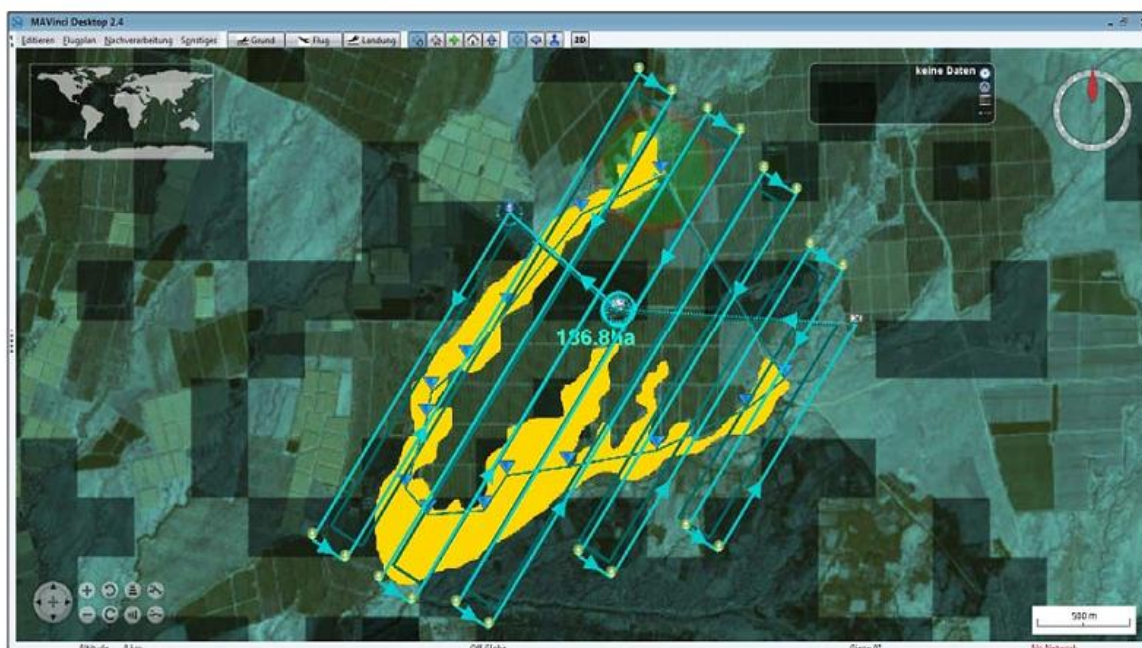 MAVinci Desktop 2.4
Editieren Flugplan Nachverarbeitung Sonstiges Grund Flug Landung 2D
keine Daten
136.8ha
500 m